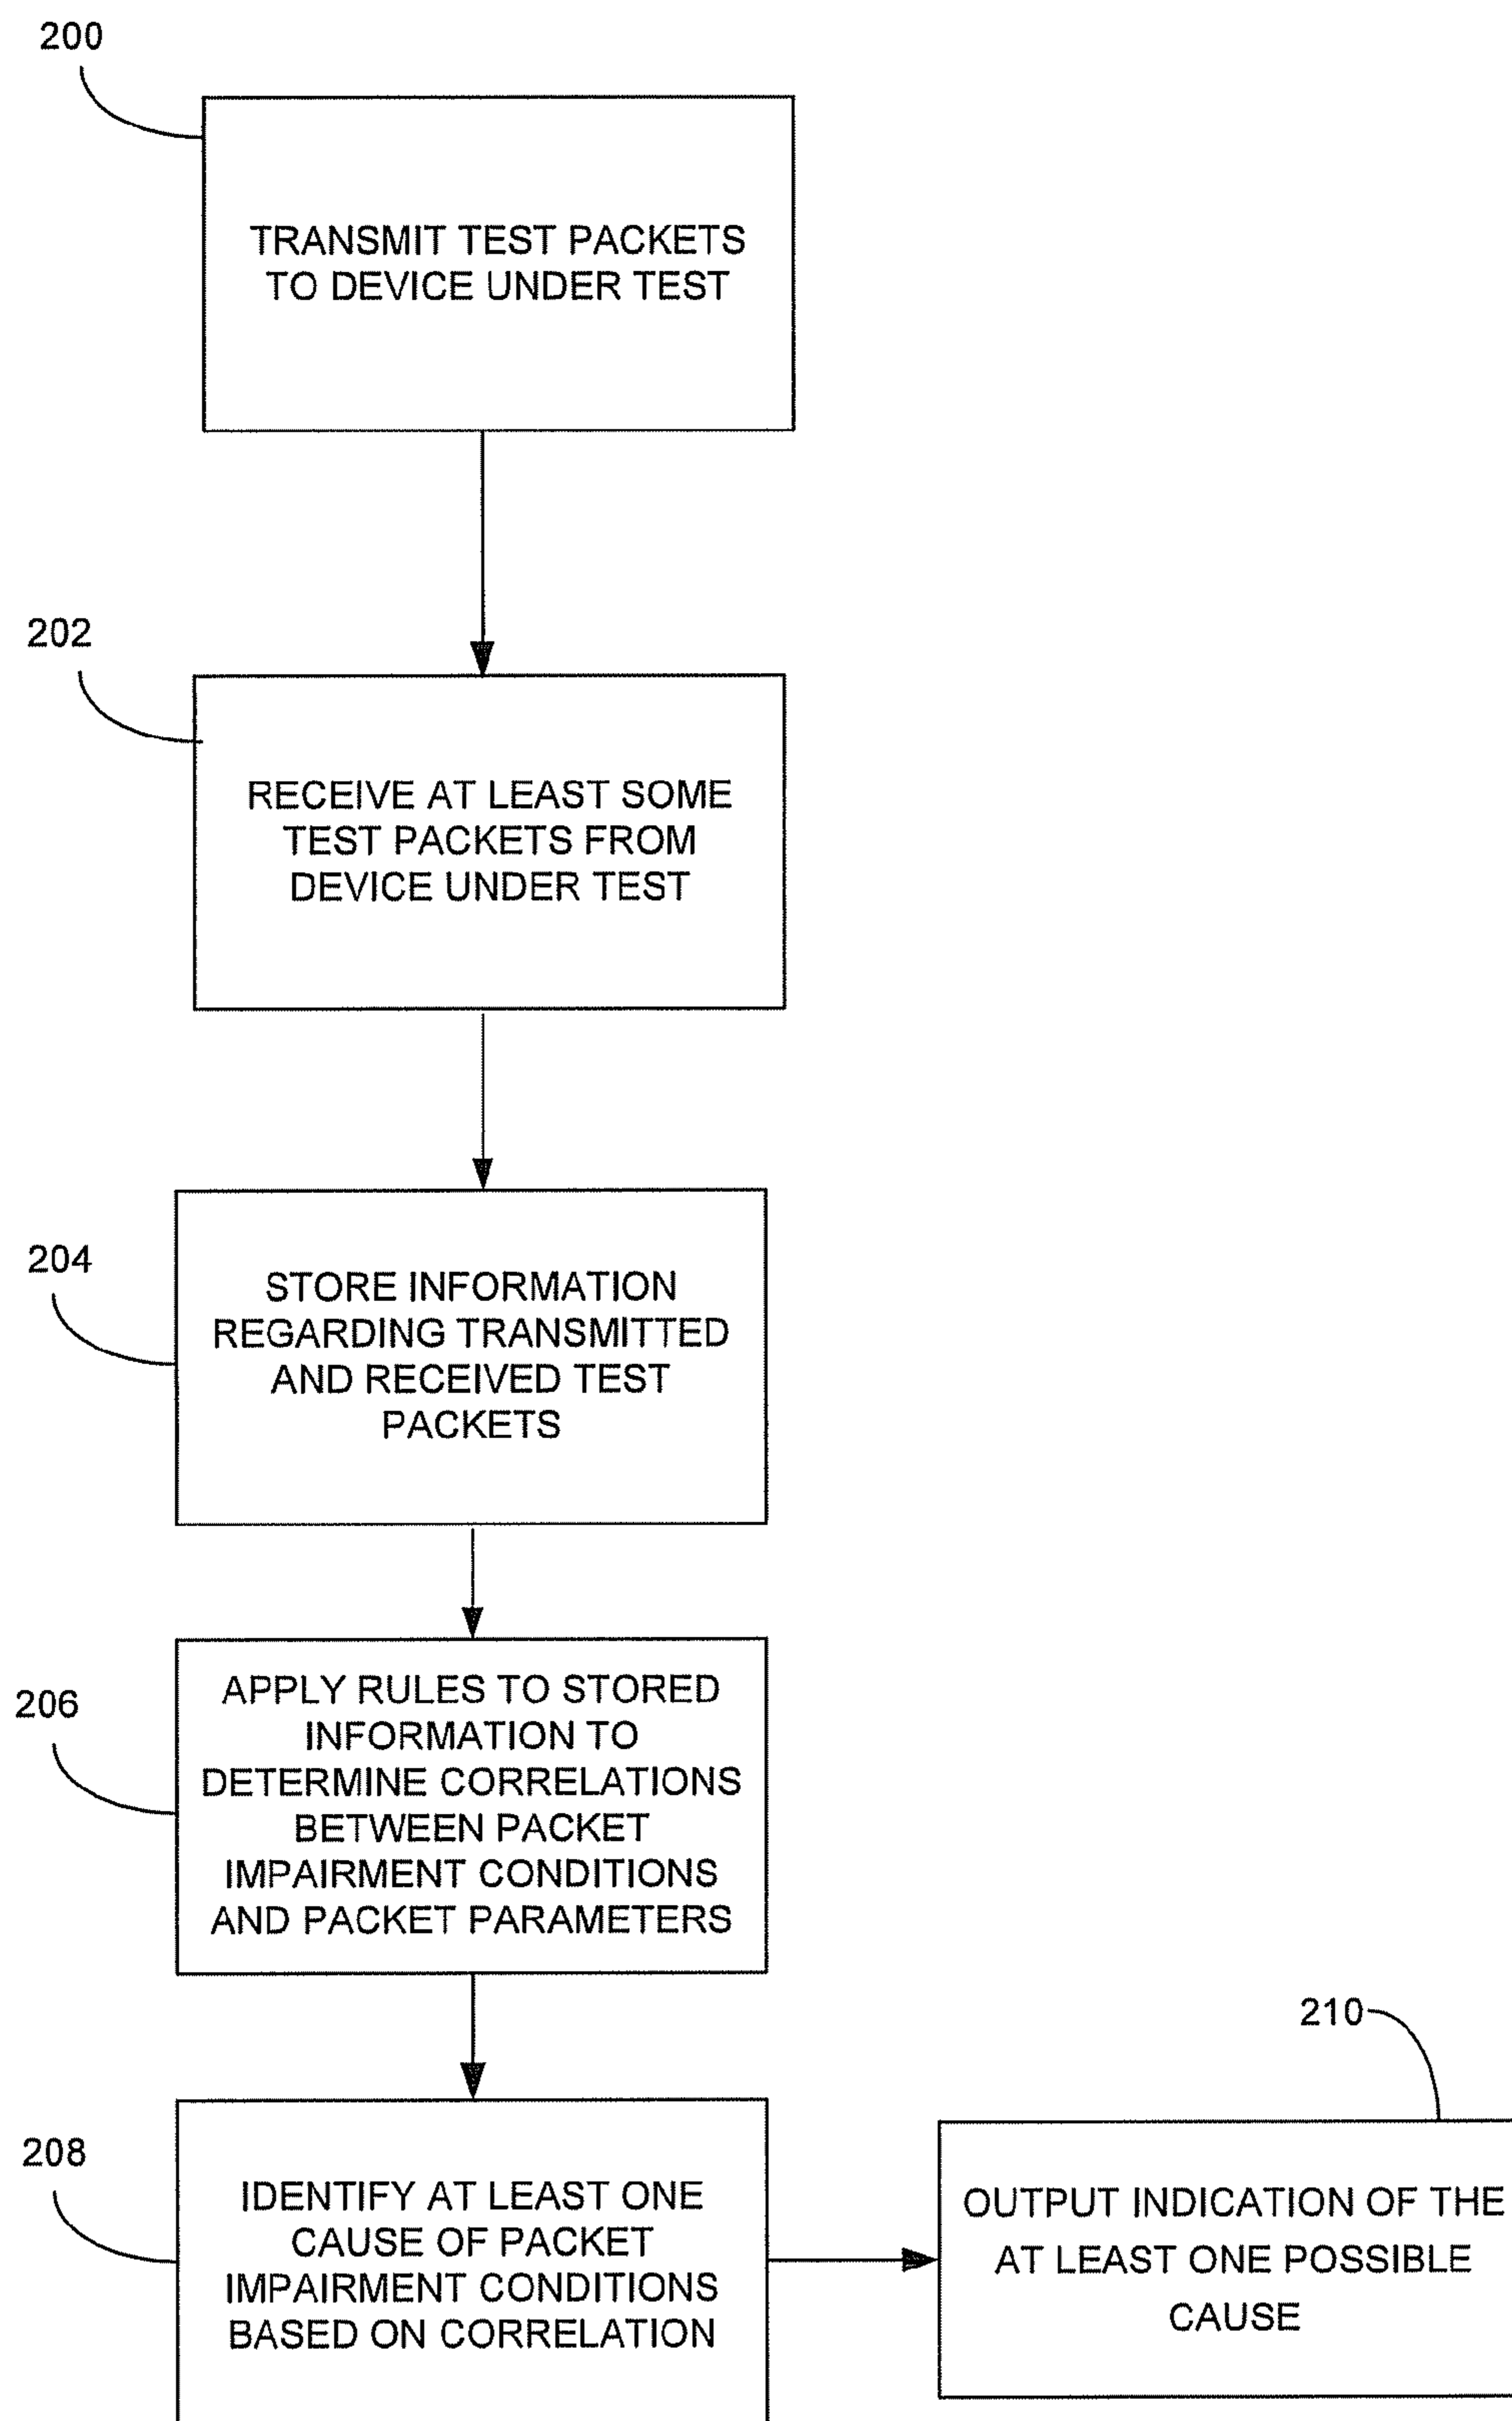 200
TRANSMIT TEST PACKETS
TO DEVICE UNDER TEST
202
RECEIVE AT LEAST SOME
TEST PACKETS FROM
DEVICE UNDER TEST
204
STORE INFORMATION
REGARDING TRANSMITTED
AND RECEIVED TEST
PACKETS
206
APPLY RULES TO STORED
INFORMATION TO
DETERMINE CORRELATIONS
BETWEEN PACKET
IMPAIRMENT CONDITIONS
AND PACKET PARAMETERS
208
IDENTIFY AT LEAST ONE
CAUSE OF PACKET
IMPAIRMENT CONDITIONS
BASED ON CORRELATION
210
OUTPUT INDICATION OF THE
AT LEAST ONE POSSIBLE
CAUSE